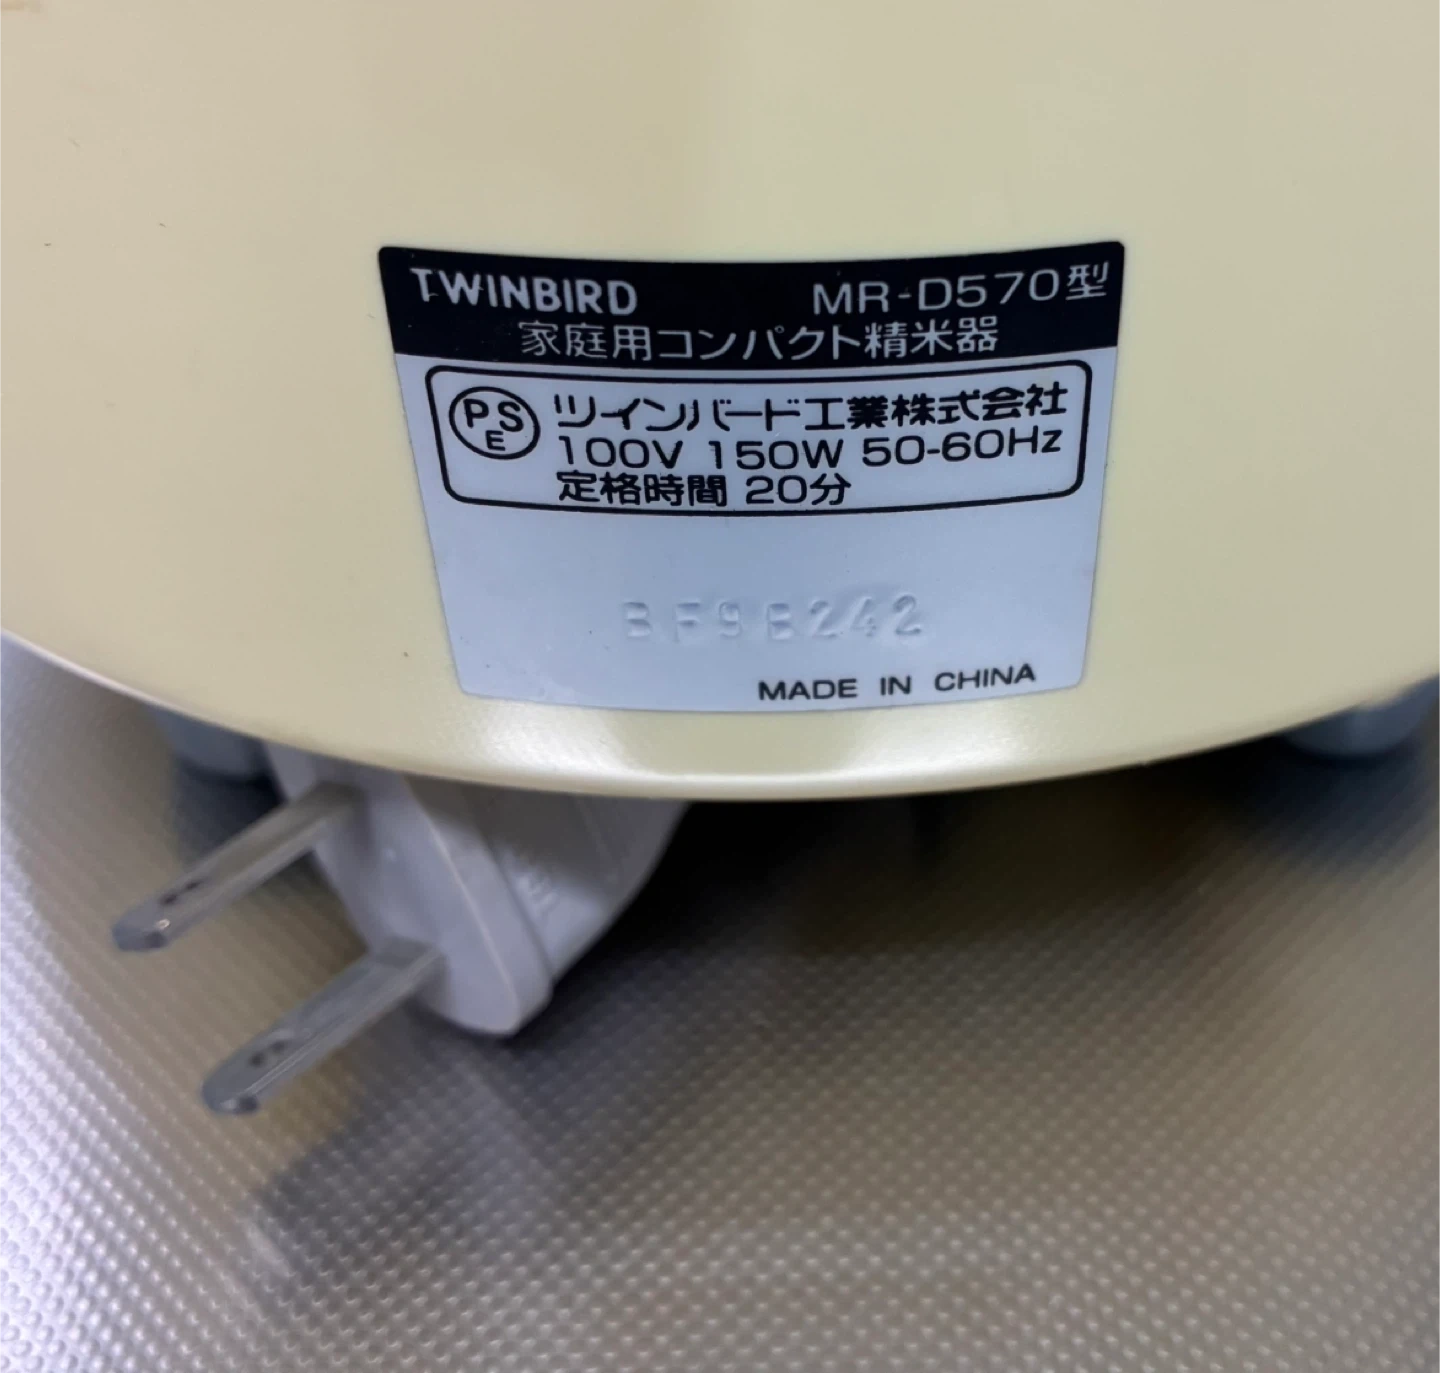 TWINBIRD MR-D570型
家庭用コンパクト精米器
PSE ツインバード工業株式会社
100V 150W 50-60Hz
定格時間 20分
BF9B242
MADE IN CHINA